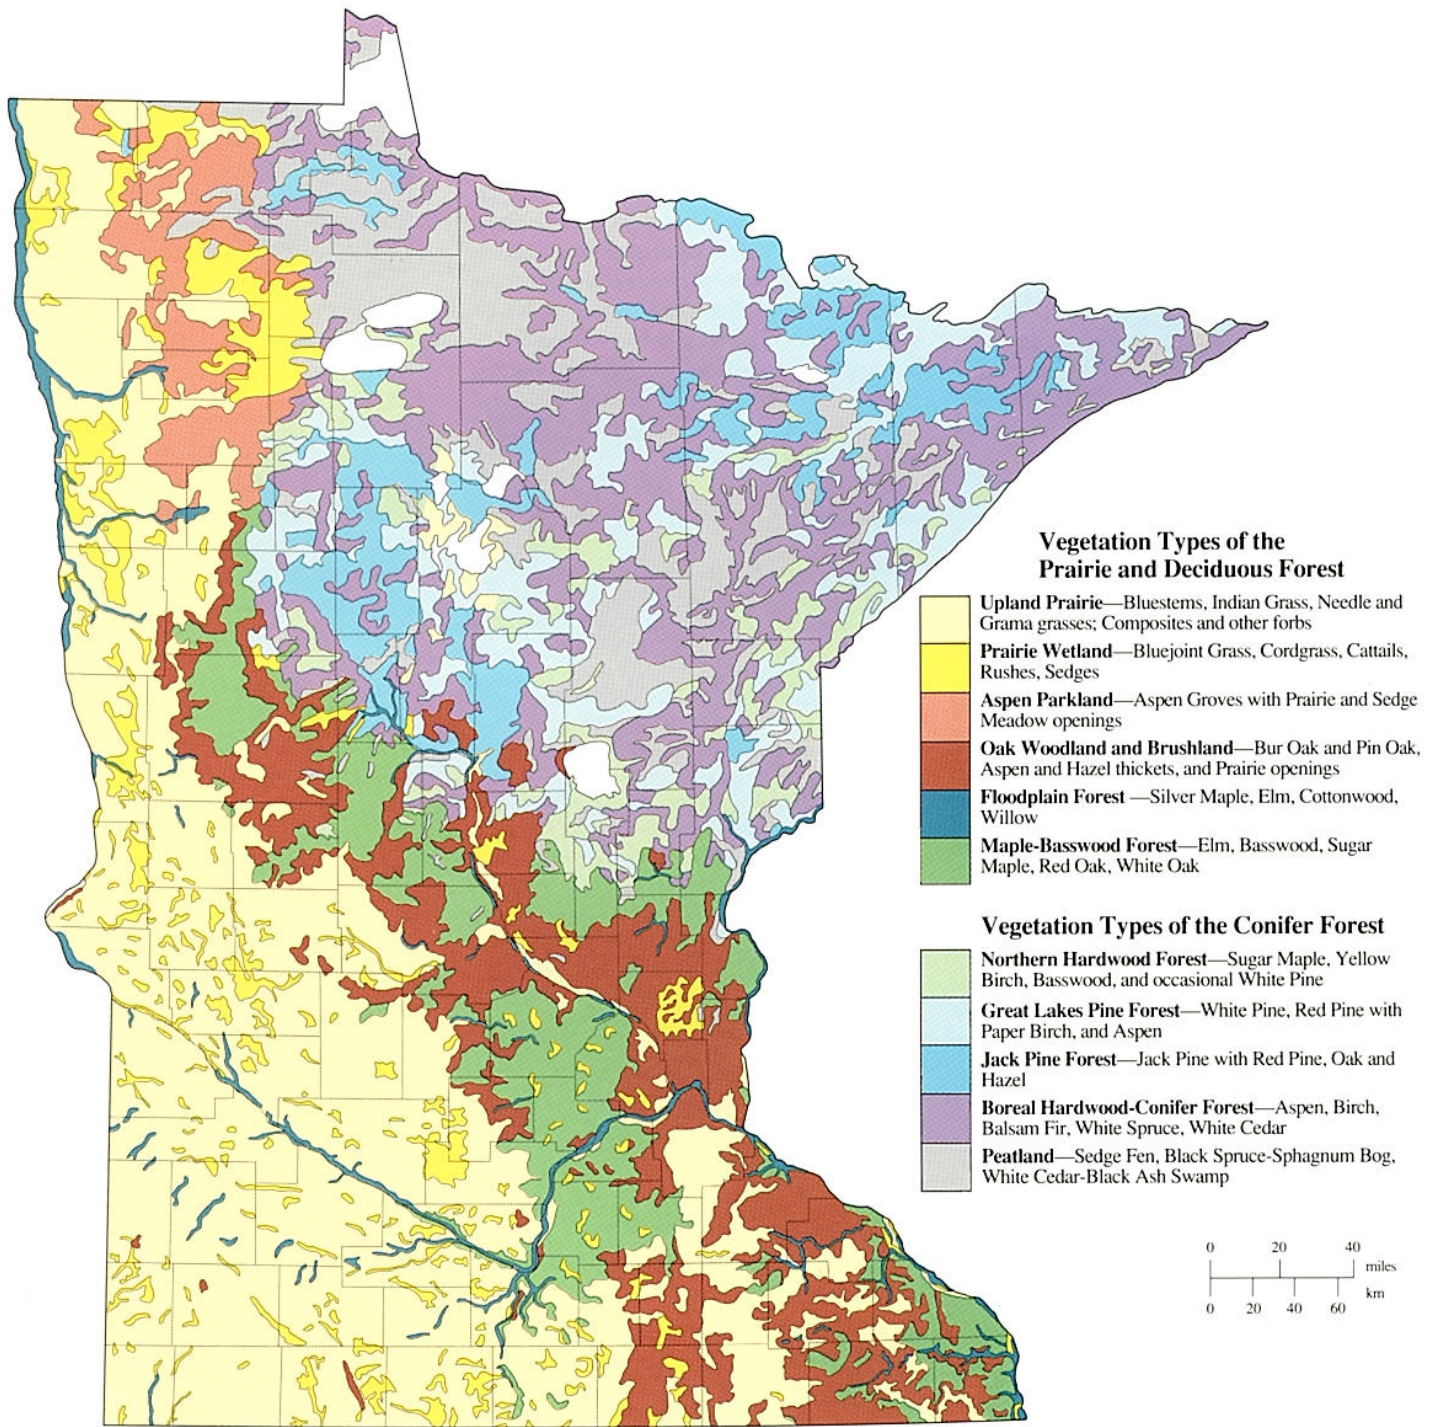 Vegetation Types of the
Prairie and Deciduous Forest
Upland Prairie—Bluestems, Indian Grass, Needle and
Grama grasses; Composites and other forbs
Prairie Wetland—Bluejoint Grass, Cordgrass, Cattails,
Rushes, Sedges
Aspen Parkland—Aspen Groves with Prairie and Sedge
Meadow openings
Oak Woodland and Brushland—Bur Oak and Pin Oak,
Aspen and Hazel thickets, and Prairie openings
Floodplain Forest —Silver Maple, Elm, Cottonwood,
Willow
Maple-Basswood Forest—Elm, Basswood, Sugar
Maple, Red Oak, White Oak
Vegetation Types of the Conifer Forest
Northern Hardwood Forest—Sugar Maple, Yellow
Birch, Basswood, and occasional White Pine
Great Lakes Pine Forest—White Pine, Red Pine with
Paper Birch, and Aspen
Jack Pine Forest—Jack Pine with Red Pine, Oak and
Hazel
Boreal Hardwood-Conifer Forest—Aspen, Birch,
Balsam Fir, White Spruce, White Cedar
Peatland—Sedge Fen, Black Spruce-Sphagnum Bog,
White Cedar-Black Ash Swamp
0 20 40
miles
km
0 20 40 60